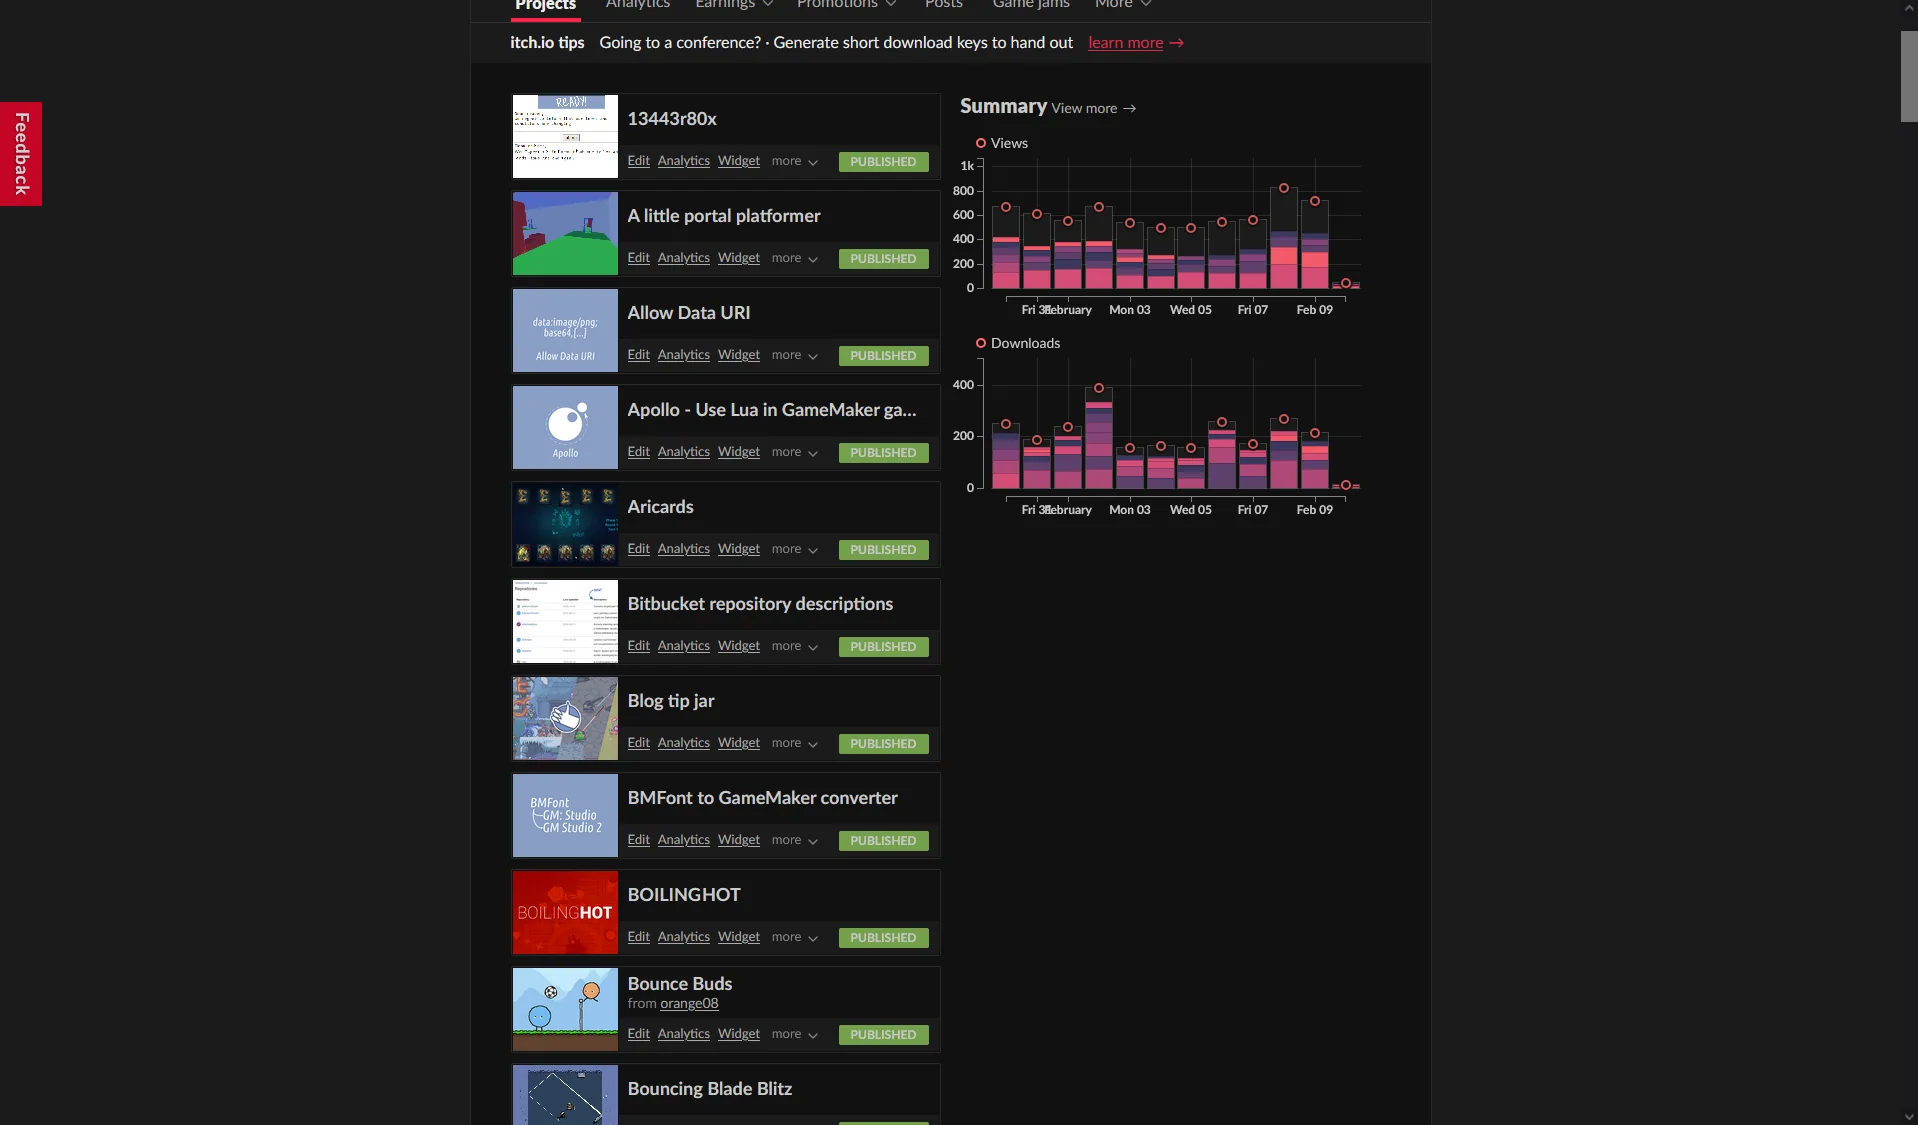 Projects Analytics Earnings Promotions Posts Game jams More
itch.io tips Going to a conference? · Generate short download keys to hand out learn more →
Feedback
READY!
13443r80x
Edit Analytics Widget more PUBLISHED
A little portal platformer
Edit Analytics Widget more PUBLISHED
data:image/png;
base64,[...]
Allow Data URI
Allow Data URI
Edit Analytics Widget more PUBLISHED
Apollo
Apollo - Use Lua in GameMaker ga...
Edit Analytics Widget more PUBLISHED
Aricards
Edit Analytics Widget more PUBLISHED
Repositories
Bitbucket repository descriptions
Edit Analytics Widget more PUBLISHED
Blog tip jar
Edit Analytics Widget more PUBLISHED
BMFont
GM: Studio
GM Studio 2
BMFont to GameMaker converter
Edit Analytics Widget more PUBLISHED
BOILINGHOT
BOILINGHOT
Edit Analytics Widget more PUBLISHED
Bounce Buds
from orange08
Edit Analytics Widget more PUBLISHED
Bouncing Blade Blitz
Summary View more →
Views
1k
800
600
400
200
0
Fri 31 February Mon 03 Wed 05 Fri 07 Feb 09
Downloads
400
200
0
Fri 31 February Mon 03 Wed 05 Fri 07 Feb 09